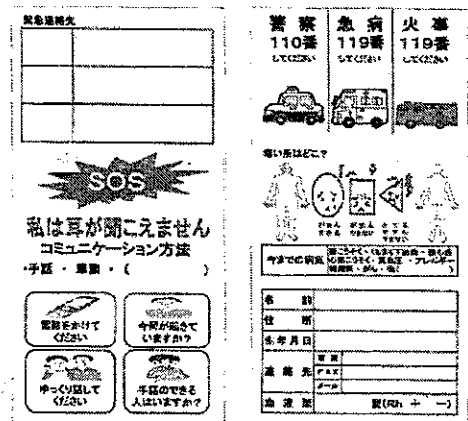 緊急連絡先
SOS
私は耳が聞こえません
コミュニケーション方法
・手話 ・ 筆談 ・ ( )
電話をかけて
ください
今何が起きて
いますか?
ゆっくり話して
ください
手話のできる
人はいますか?
警察 急病 火事
110番 119番 119番
してください してください してください
痛い所はどこ?
今までの病気
名前
住所
生年月日
連絡先
電話
FAX
メール
血液型 型(Rh + −)